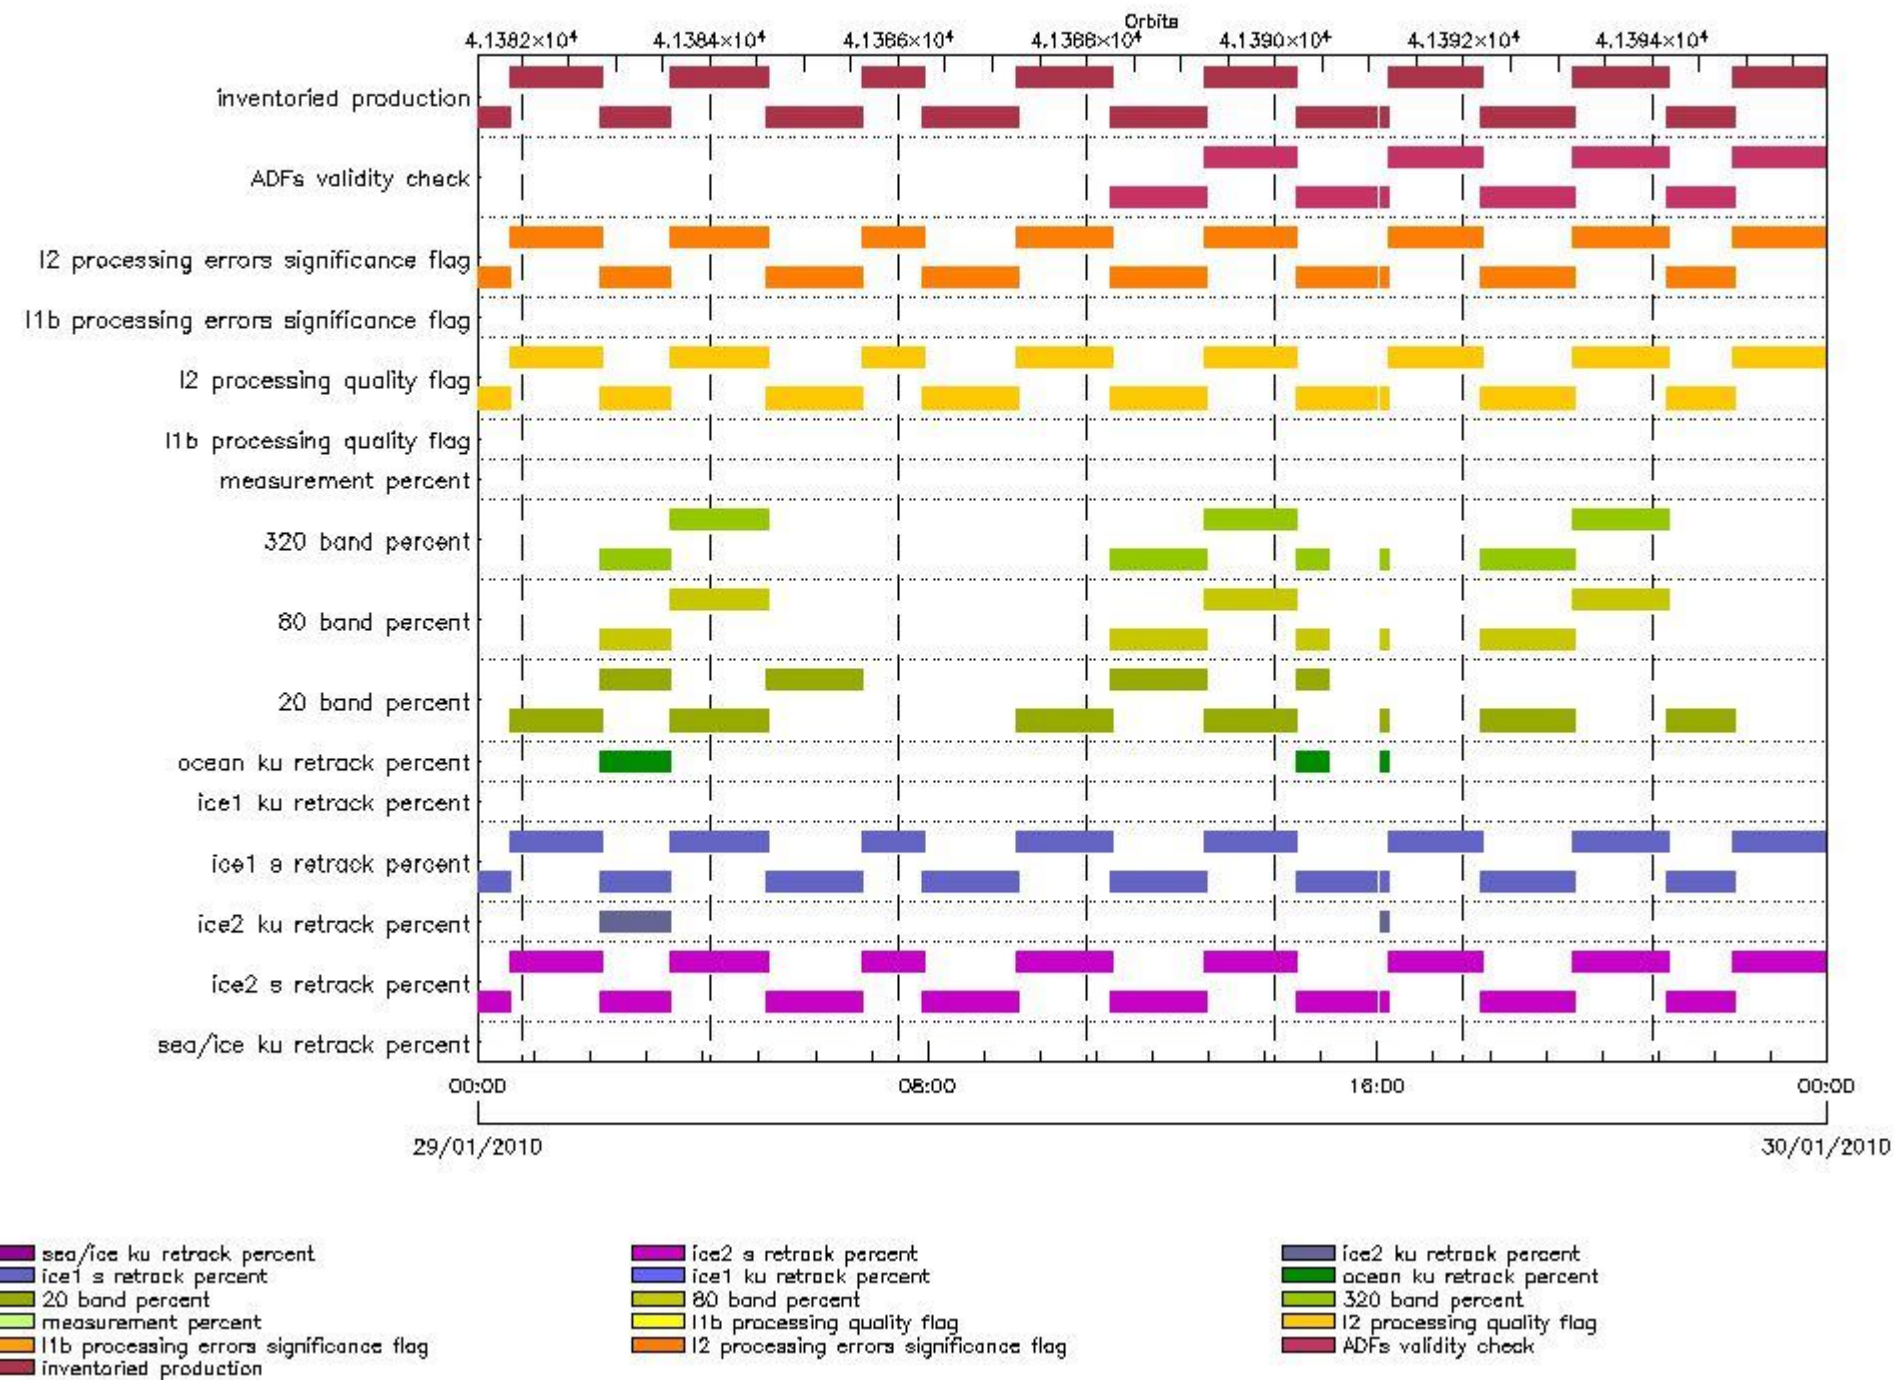 Orbits
4.1382×10⁴ 4.1384×10⁴ 4.1386×10⁴ 4.1388×10⁴ 4.1390×10⁴ 4.1392×10⁴ 4.1394×10⁴
inventoried production
ADFs validity check
l2 processing errors significance flag
l1b processing errors significance flag
l2 processing quality flag
l1b processing quality flag
measurement percent
320 band percent
80 band percent
20 band percent
ocean ku retrack percent
ice1 ku retrack percent
ice1 s retrack percent
ice2 ku retrack percent
ice2 s retrack percent
sea/ice ku retrack percent
00:00 08:00 16:00 00:00
29/01/2010 30/01/2010
sea/ice ku retrack percent ice2 s retrack percent ice2 ku retrack percent
ice1 s retrack percent ice1 ku retrack percent ocean ku retrack percent
20 band percent 80 band percent 320 band percent
measurement percent l1b processing quality flag l2 processing quality flag
l1b processing errors significance flag l2 processing errors significance flag ADFs validity check
inventoried production